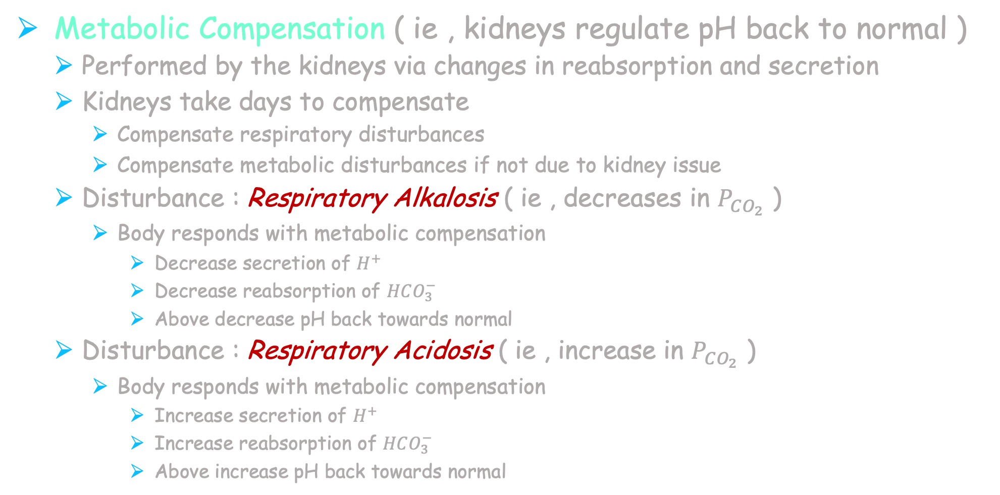 Metabolic Compensation ( ie , kidneys regulate pH back to normal )
Performed by the kidneys via changes in reabsorption and secretion
Kidneys take days to compensate
Compensate respiratory disturbances
Compensate metabolic disturbances if not due to kidney issue
Disturbance : Respiratory Alkalosis ( ie , decreases in P_{CO_2} )
Body responds with metabolic compensation
Decrease secretion of H⁺
Decrease reabsorption of HCO₃⁻
Above decrease pH back towards normal
Disturbance : Respiratory Acidosis ( ie , increase in P_{CO_2} )
Body responds with metabolic compensation
Increase secretion of H⁺
Increase reabsorption of HCO₃⁻
Above increase pH back towards normal